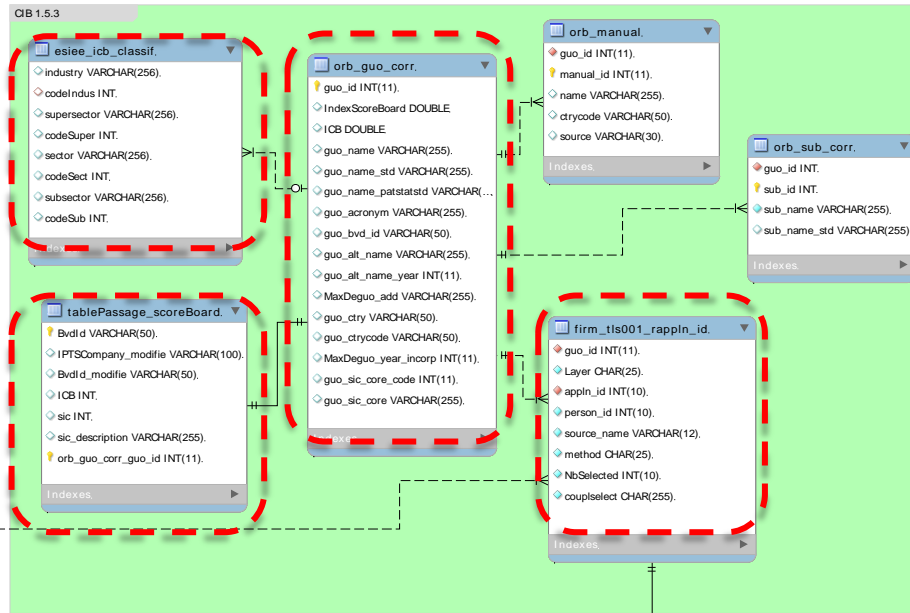 CIB 1.5.3
esiee_icb_classif.
industry VARCHAR(256).
codeIndus INT.
supersector VARCHAR(256).
codeSuper INT.
sector VARCHAR(256).
codeSect INT.
subsector VARCHAR(256).
codeSub INT.
Indexes.
tablePassage_scoreBoard.
BvdId VARCHAR(50).
IPTSCompany_modifie VARCHAR(100).
BvdId_modifie VARCHAR(50).
ICB INT.
sic INT.
sic_description VARCHAR(255).
orb_guo_corr_guo_id INT(11).
Indexes.
orb_guo_corr.
guo_id INT(11).
IndexScoreBoard DOUBLE
ICB DOUBLE.
guo_name VARCHAR(255).
guo_name_std VARCHAR(255).
guo_name_patstatstd VARCHAR(...
guo_acronym VARCHAR(255).
guo_bvd_id VARCHAR(50).
guo_alt_name VARCHAR(255).
guo_alt_name_year INT(11).
MaxDeguo_add VARCHAR(255).
guo_ctry VARCHAR(50).
guo_ctrycode VARCHAR(50).
MaxDeguo_year_incorp INT(11).
guo_sic_core_code INT(11).
guo_sic_core VARCHAR(255).
Indexes.
orb_manual.
guo_id INT(11).
manual_id INT(11).
name VARCHAR(255).
ctrycode VARCHAR(50).
source VARCHAR(30).
Indexes.
orb_sub_corr.
guo_id INT.
sub_id INT.
sub_name VARCHAR(255).
sub_name_std VARCHAR(255)
Indexes.
firm_tls001_rappln_id.
guo_id INT(11).
Layer CHAR(25).
appln_id INT(10).
person_id INT(10).
source_name VARCHAR(12).
method CHAR(25).
NbSelected INT(10).
couplselect CHAR(255).
Indexes.